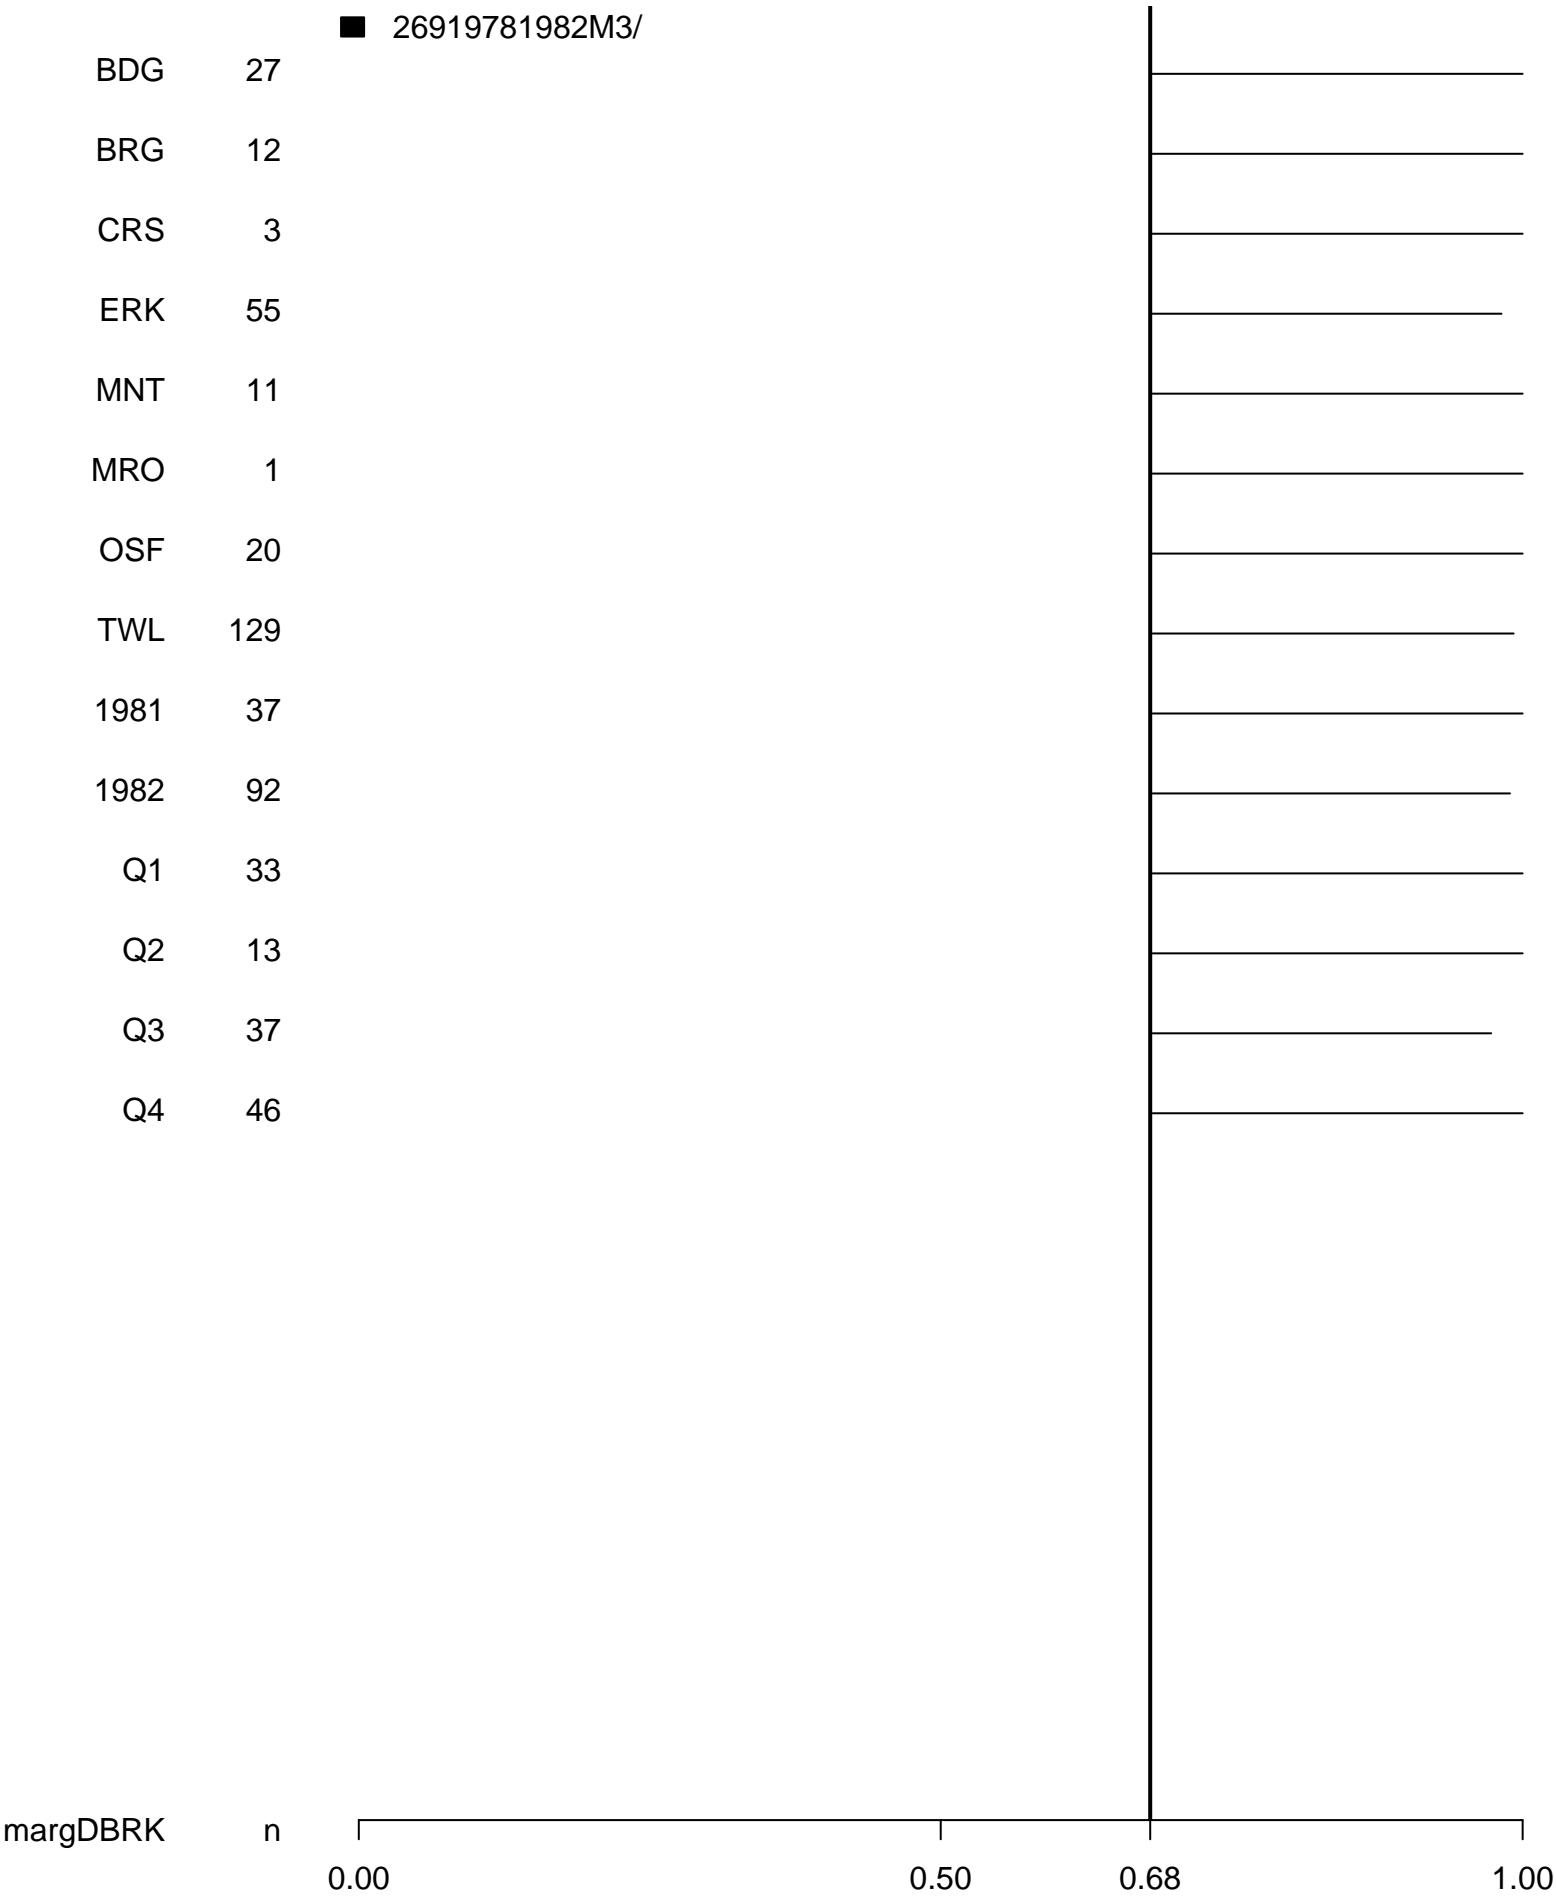 26919781982M3/
BDG 27
BRG 12
CRS 3
ERK 55
MNT 11
MRO 1
OSF 20
TWL 129
1981 37
1982 92
Q1 33
Q2 13
Q3 37
Q4 46
margDBRK n
0.00 0.50 0.68 1.00